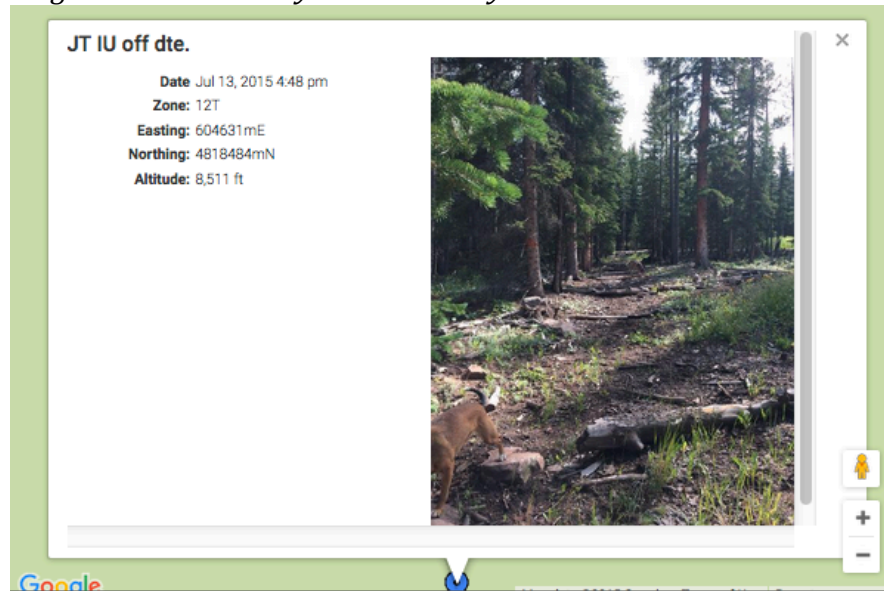 JT IU off dte.
Date Jul 13, 2015 4:48 pm
Zone: 12T
Easting: 604631mE
Northing: 4818484mN
Altitude: 8,511 ft
Google